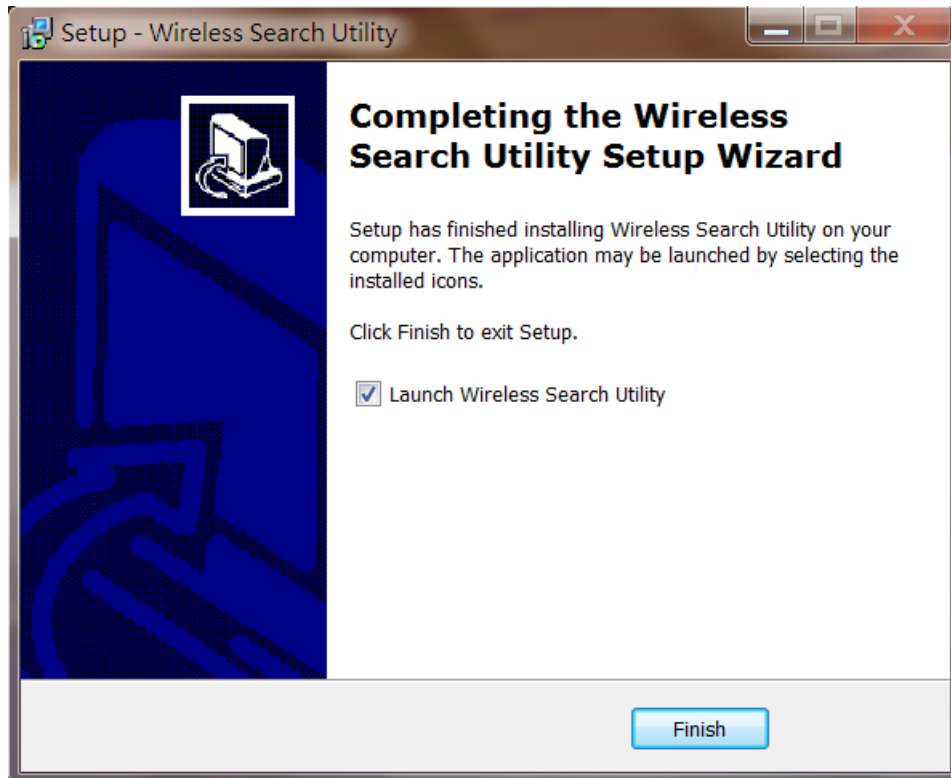 Setup - Wireless Search Utility
Completing the Wireless
Search Utility Setup Wizard
Setup has finished installing Wireless Search Utility on your
computer. The application may be launched by selecting the
installed icons.
Click Finish to exit Setup.
Launch Wireless Search Utility
Finish